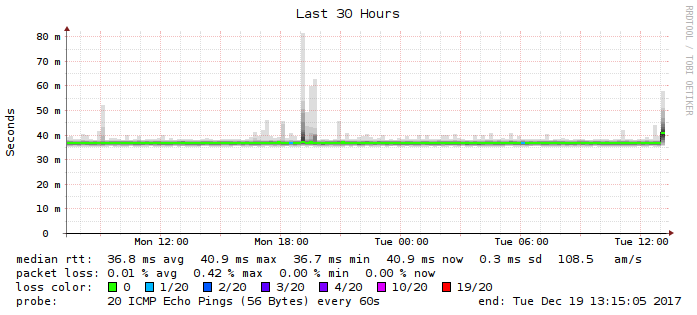 Last 30 Hours
RRDTOOL / TOBI OETIKER
Seconds
80 m
70 m
60 m
50 m
40 m
30 m
20 m
10 m
0
Mon 12:00 Mon 18:00 Tue 00:00 Tue 06:00 Tue 12:00
median rtt: 36.8 ms avg 40.9 ms max 36.7 ms min 40.9 ms now 0.3 ms sd 108.5 am/s
packet loss: 0.01 % avg 0.42 % max 0.00 % min 0.00 % now
loss color: 0 1/20 2/20 3/20 4/20 10/20 19/20
probe: 20 ICMP Echo Pings (56 Bytes) every 60s end: Tue Dec 19 13:15:05 2017